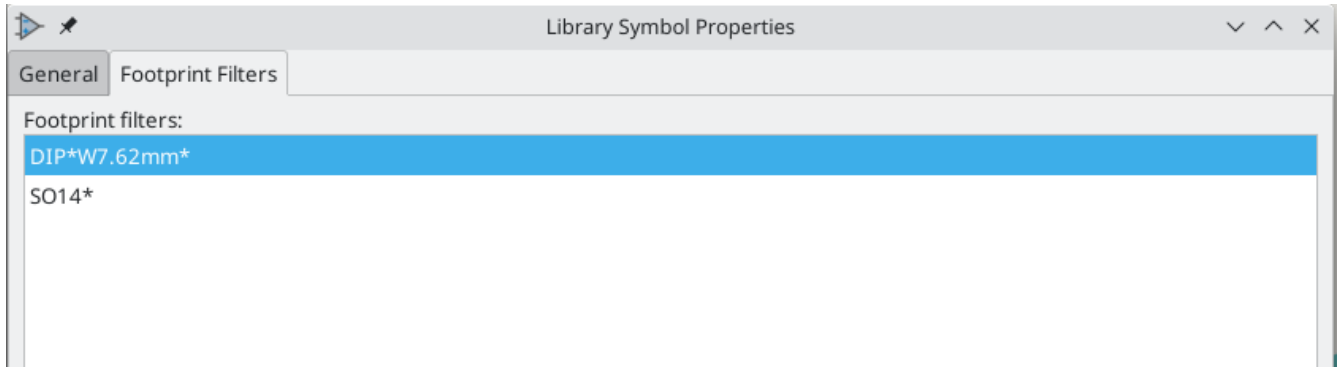 Library Symbol Properties
General Footprint Filters
Footprint filters:
DIP*W7.62mm*
SO14*